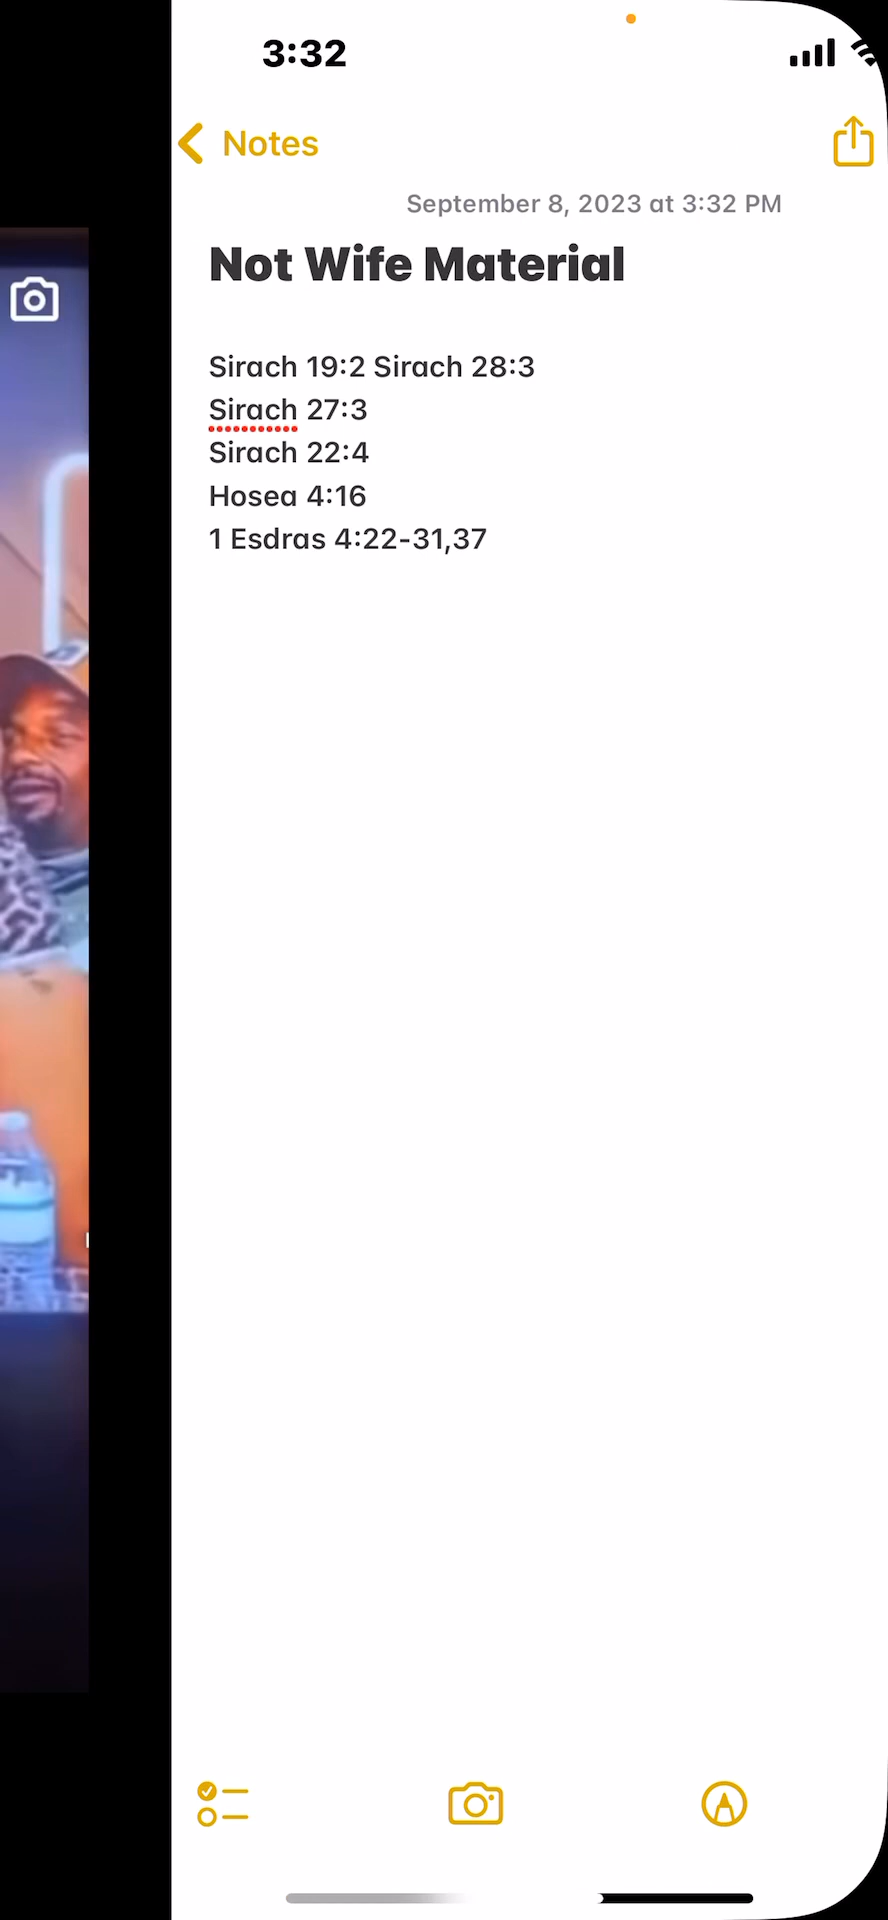 3:32
Notes
September 8, 2023 at 3:32 PM
Not Wife Material
Sirach 19:2 Sirach 28:3
Sirach 27:3
Sirach 22:4
Hosea 4:16
1 Esdras 4:22-31,37